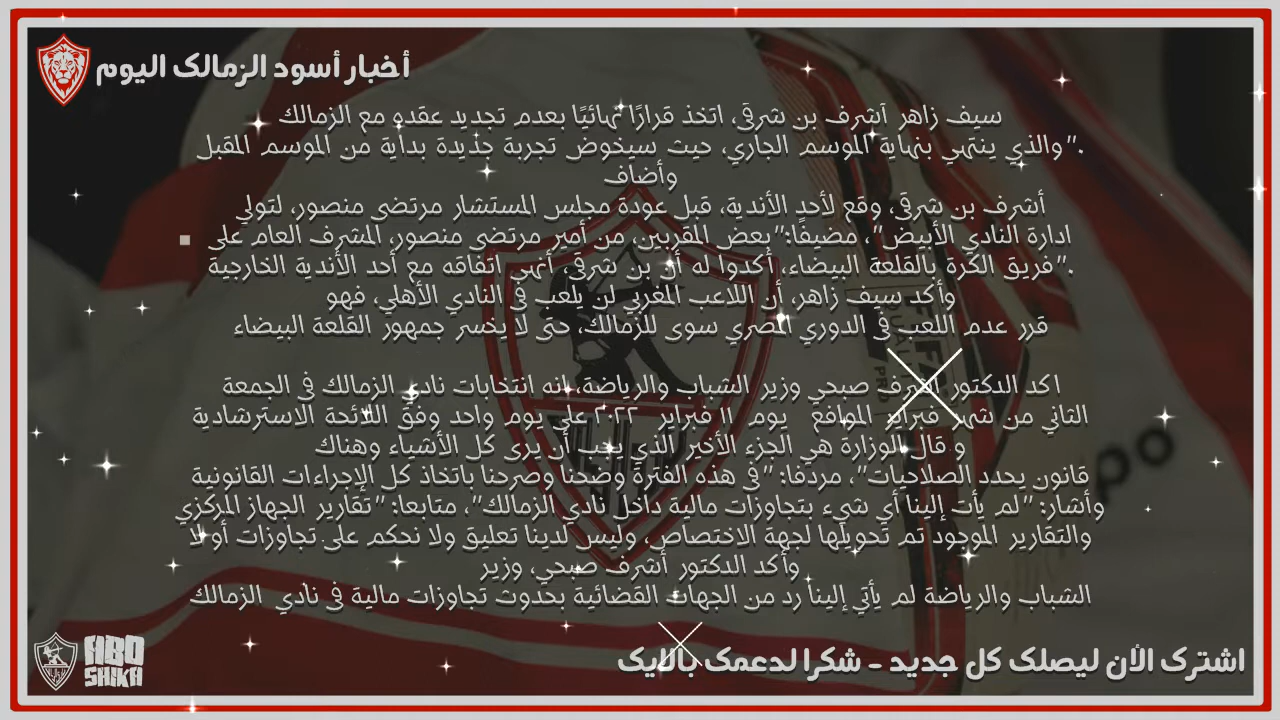 أخبار أسود الزمالك اليوم
سيف زاهر أشرف بن شرقي، اتخذ قرارًا نهائيًا بعدم تجديد عقده مع الزمالك
"والذي ينتهي بنهاية الموسم الجاري، حيث سيخوض تجربة جديدة بداية من الموسم المقبل.
وأضاف
أشرف بن شرقي، وقع لأحد الأندية، قبل عودة مجلس المستشار مرتضى منصور، لتولي
ادارة النادي الأبيض"، مضيفًا:"بعض المقربين، من أمير مرتضى منصور، المشرف العام على
"فريق الكرة بالقلعة البيضاء، أكدوا له أن بن شرقي، أنهى اتفاقه مع أحد الأندية الخارجية.
وأكد سيف زاهر، أن اللاعب المغربي لن يلعب في النادي الأهلي، فهو
قرر عدم اللعب في الدوري المصري سوى للزمالك، حتى لا يخسر جمهور القلعة البيضاء
اكد الدكتور اشرف صبحي وزير الشباب والرياضة، انه انتخابات نادي الزمالك في الجمعة
الثاني من شهر فبراير الموافع يوم ١١ فبراير ٢٠٢٢ على يوم واحد وفق اللائحة الاسترشادية
و قال الوزارة هي الجزء الأخير الذي يجب أن يرى كل الأشياء وهناك
قانون يحدد الصلاحيات"، مردفا: "في هذه الفترة وضحنا وصرحنا باتخاذ كل الإجراءات القانونية
وأشار: "لم يأت إلينا أي شيء بتجاوزات مالية داخل نادي الزمالك"، متابعا: "تقارير الجهاز المركزي
والتقارير الموجود تم تحويلها لجهة الاختصاص، وليس لدينا تعليق ولا نحكم على تجاوزات أو لا
وأكد الدكتور أشرف صبحي، وزير
الشباب والرياضة لم يأتي إلينا رد من الجهات القضائية بحدوث تجاوزات مالية في نادي الزمالك
اشترك الأن ليصلك كل جديد - شكرا لدعمك بالايك
ABO
SHIKA